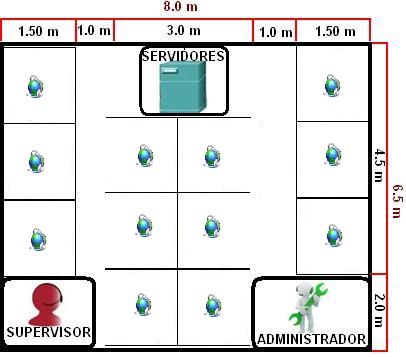 8.0 m
1.50 m 1.0 m 3.0 m 1.0 m 1.50 m
SERVIDORES
4.5 m
6.5 m
2.0 m
SUPERVISOR
ADMINISTRADOR